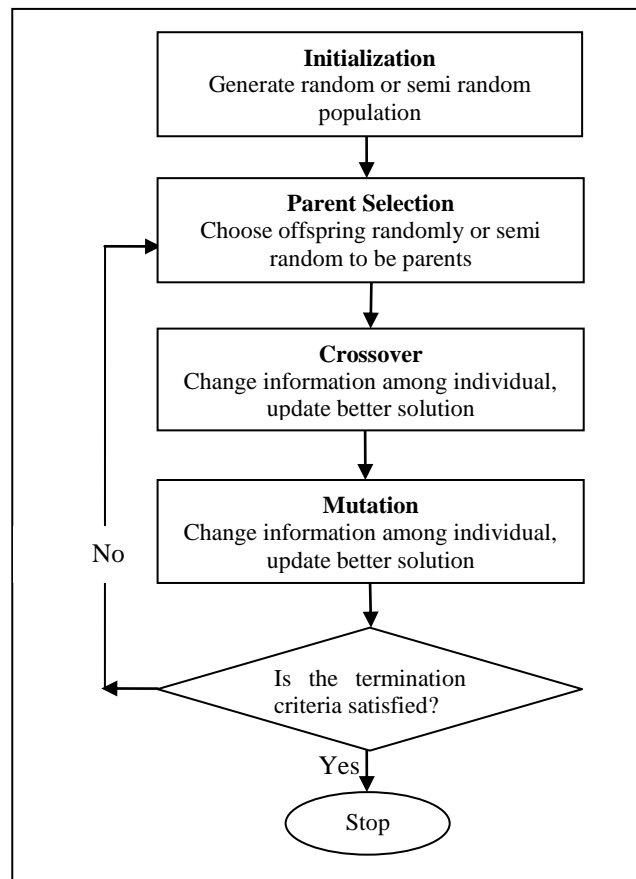 Initialization
Generate random or semi random
population
Parent Selection
Choose offspring randomly or semi
random to be parents
Crossover
Change information among individual,
update better solution
Mutation
Change information among individual,
update better solution
No
Is the termination
criteria satisfied?
Yes
Stop